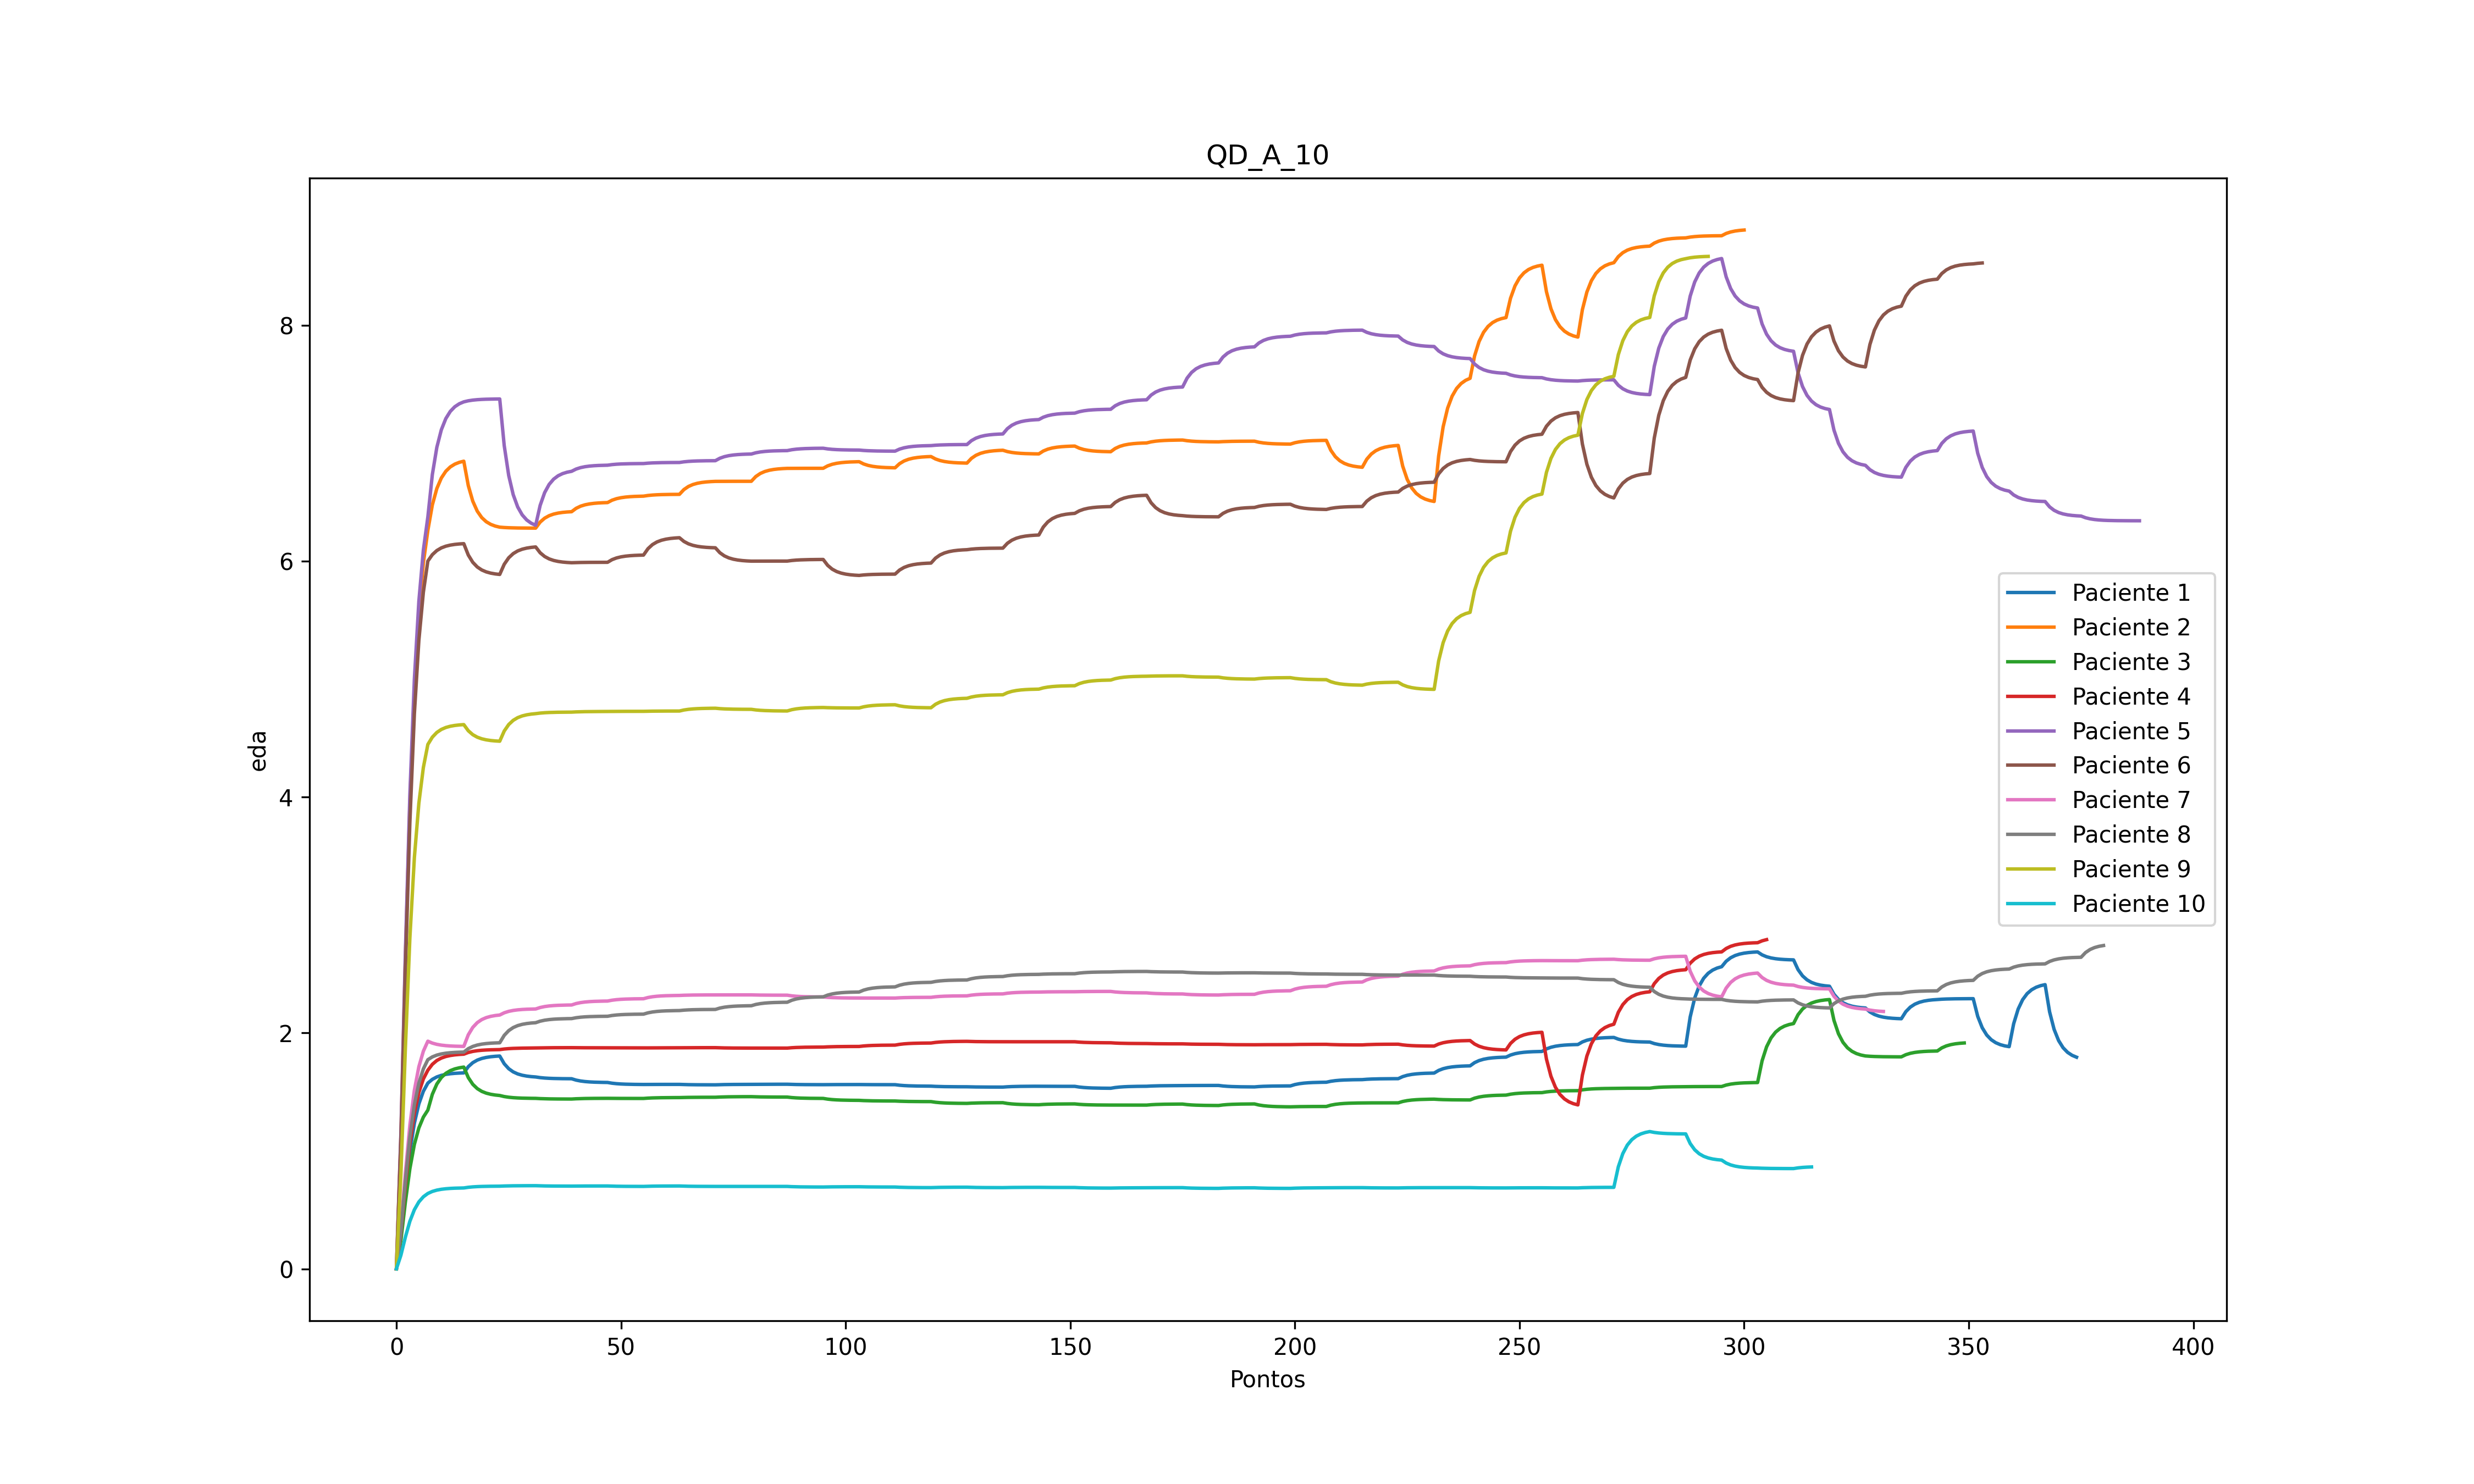 QD_A_10
eda
8
6
4
2
0
Paciente 1
Paciente 2
Paciente 3
Paciente 4
Paciente 5
Paciente 6
Paciente 7
Paciente 8
Paciente 9
Paciente 10
0 50 100 150 200 250 300 350 400
Pontos